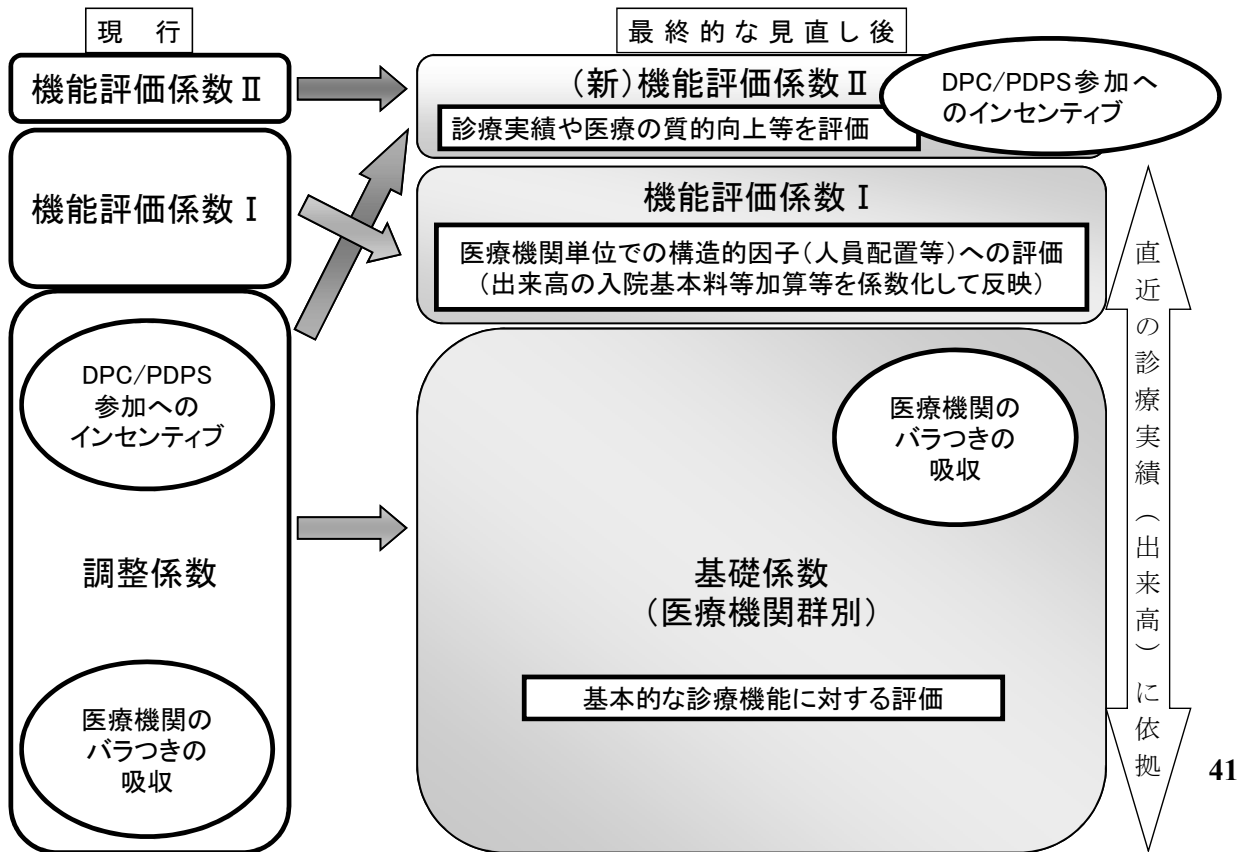 現 行
機能評価係数Ⅱ
機能評価係数Ⅰ
DPC/PDPS
参加への
インセンティブ
調整係数
医療機関の
バラつきの
吸収
最終的な見直し後
(新)機能評価係数Ⅱ
診療実績や医療の質的向上等を評価
DPC/PDPS参加へ
のインセンティブ
機能評価係数Ⅰ
医療機関単位での構造的因子(人員配置等)への評価
(出来高の入院基本料等加算等を係数化して反映)
医療機関の
バラつきの
吸収
基礎係数
(医療機関群別)
基本的な診療機能に対する評価
直近の診療実績(出来高)に依拠
41